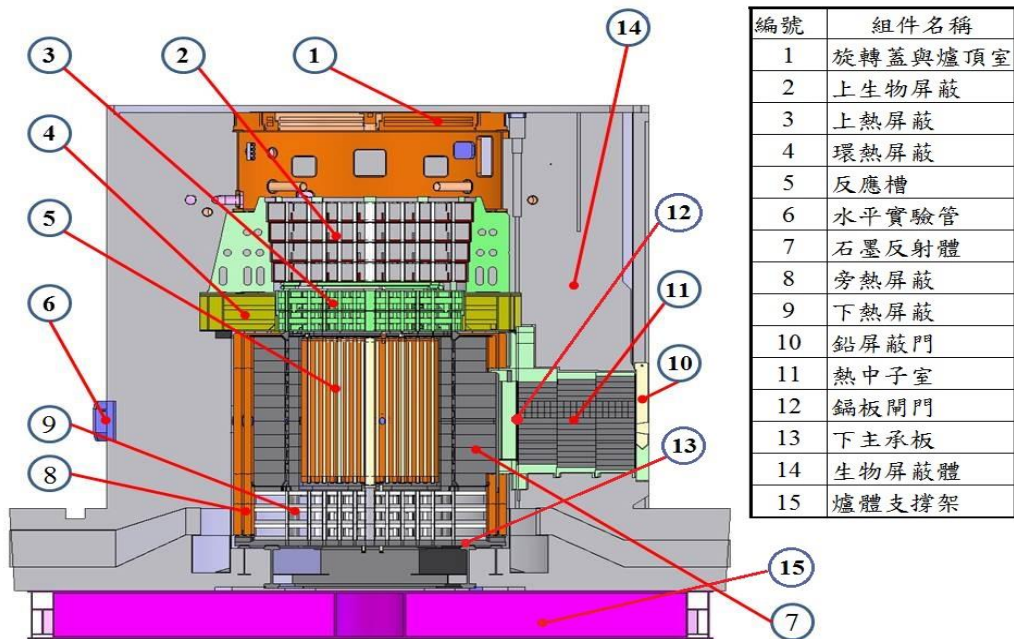 3
2
1
14
4
5
12
6
11
10
9
8
13
15
7
編號 組件名稱
1 旋轉蓋與爐頂室
2 上生物屏蔽
3 上熱屏蔽
4 環熱屏蔽
5 反應槽
6 水平實驗管
7 石墨反射體
8 旁熱屏蔽
9 下熱屏蔽
10 鉛屏蔽門
11 熱中子室
12 鎘板閘門
13 下主承板
14 生物屏蔽體
15 爐體支撐架